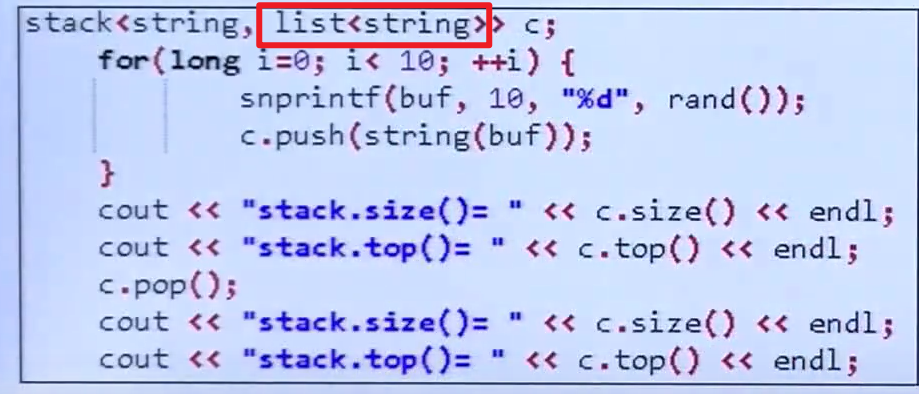 stack<string, list<string>> c;
for(long i=0; i< 10; ++i) {
snprintf(buf, 10, "%d", rand());
c.push(string(buf));
}
cout << "stack.size()= " << c.size() << endl;
cout << "stack.top()= " << c.top() << endl;
c.pop();
cout << "stack.size()= " << c.size() << endl;
cout << "stack.top()= " << c.top() << endl;